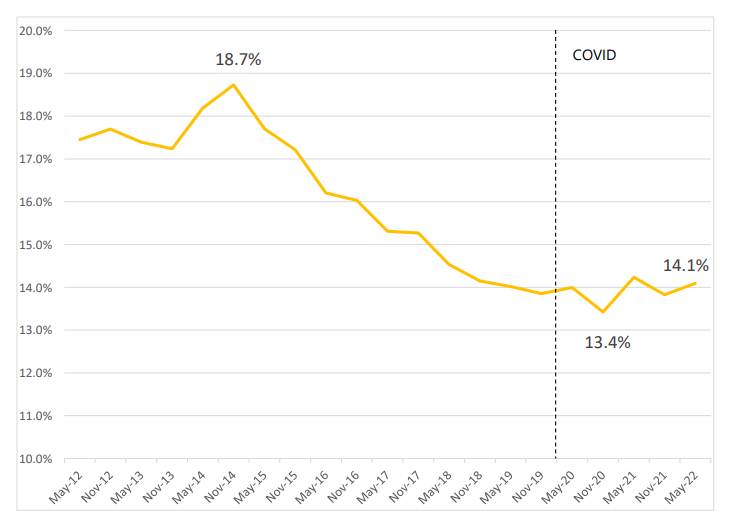 20.0%
19.0%
18.0%
17.0%
16.0%
15.0%
14.0%
13.0%
12.0%
11.0%
10.0%
18.7%
COVID
14.1%
13.4%
May-12
Nov-12
May-13
Nov-13
May-14
Nov-14
May-15
Nov-15
May-16
Nov-16
May-17
Nov-17
May-18
Nov-18
May-19
Nov-19
May-20
Nov-20
May-21
Nov-21
May-22